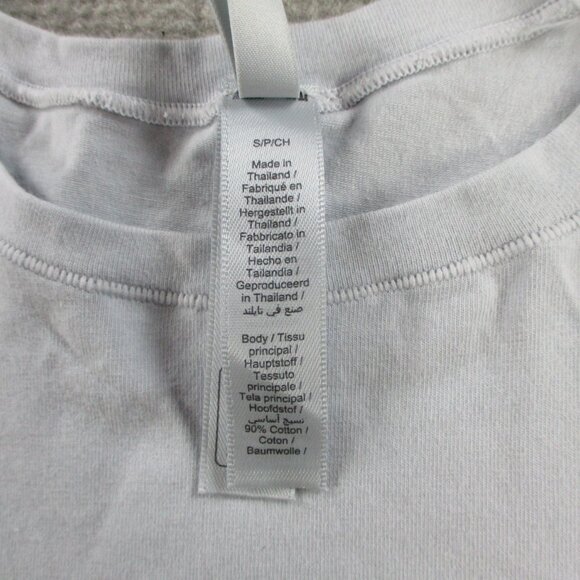 S/P/CH
Made in
Thailand /
Fabriqué en
Thaïlande /
Hergestellt in
Thailand /
Fabbricato in
Tailandia /
Hecho en
Tailandia /
Geproduceerd
in Thailand /
صنع في تايلند
Body / Tissu
principal /
Hauptstoff /
Tessuto
principale /
Tela principal /
Hoofdstof /
نسيج أساسي
90% Cotton /
Coton /
Baumwolle /